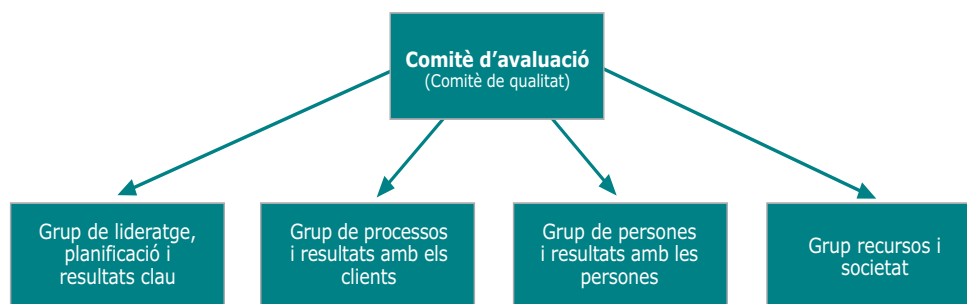 Comitè d’avaluació
(Comitè de qualitat)
Grup de lideratge,
planificació i
resultats clau
Grup de processos
i resultats amb els
clients
Grup de persones
i resultats amb les
persones
Grup recursos i
societat